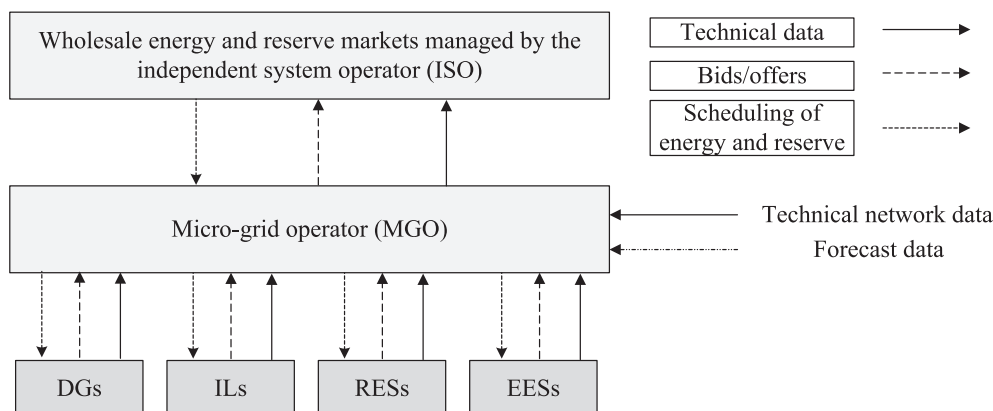 Wholesale energy and reserve markets managed by the
independent system operator (ISO)
Technical data
Bids/offers
Scheduling of
energy and reserve
Micro-grid operator (MGO)
Technical network data
Forecast data
DGs
ILs
RESs
EESs